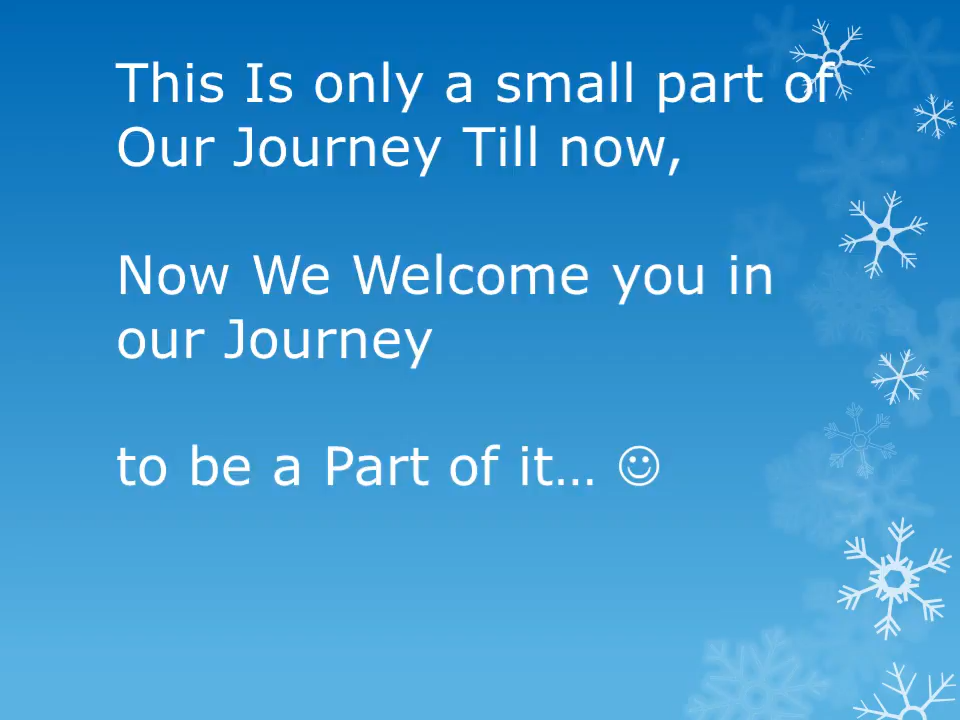 This Is only a small part of
Our Journey Till now,
Now We Welcome you in
our Journey
to be a Part of it… ☺